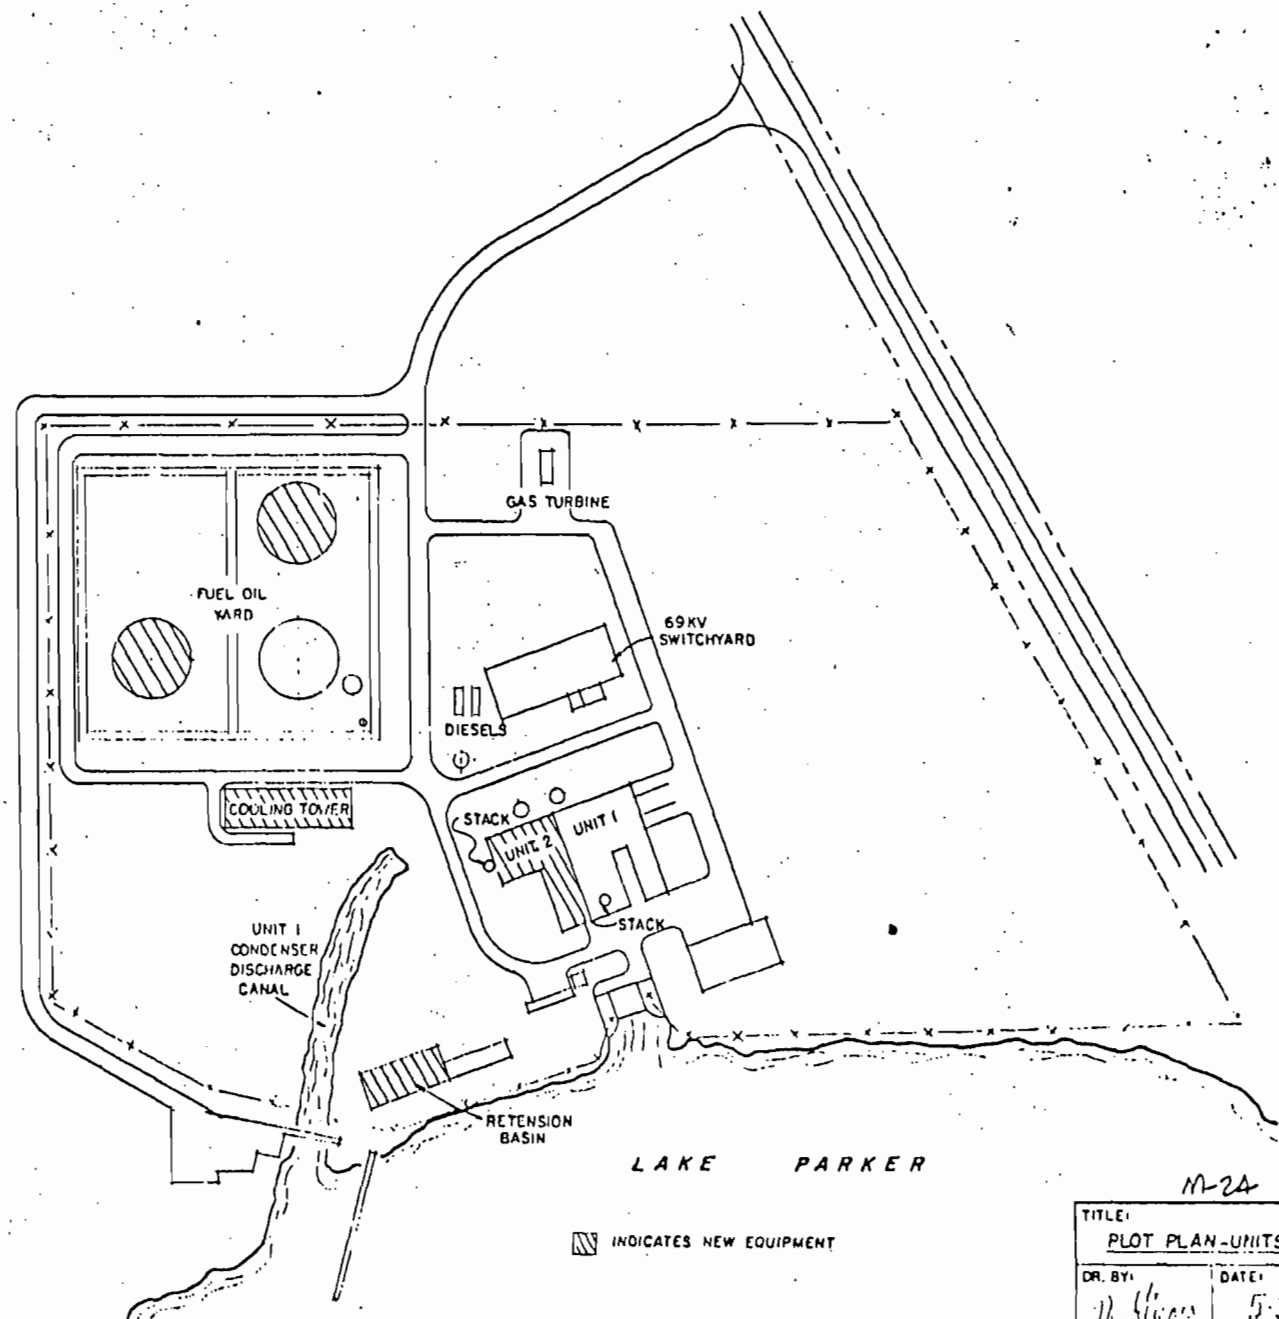 GAS TURBINE
FUEL OIL
YARD
69KV
SWITCHYARD
DIESELS
COOLING TOWER
STACK
UNIT 1
UNIT 2
STACK
UNIT 1
CONDENSER
DISCHARGE
CANAL
RETENSION
BASIN
LAKE PARKER
INDICATES NEW EQUIPMENT
M-2A
TITLE:
PLOT PLAN-UNITS
DR. BY:
DATE: